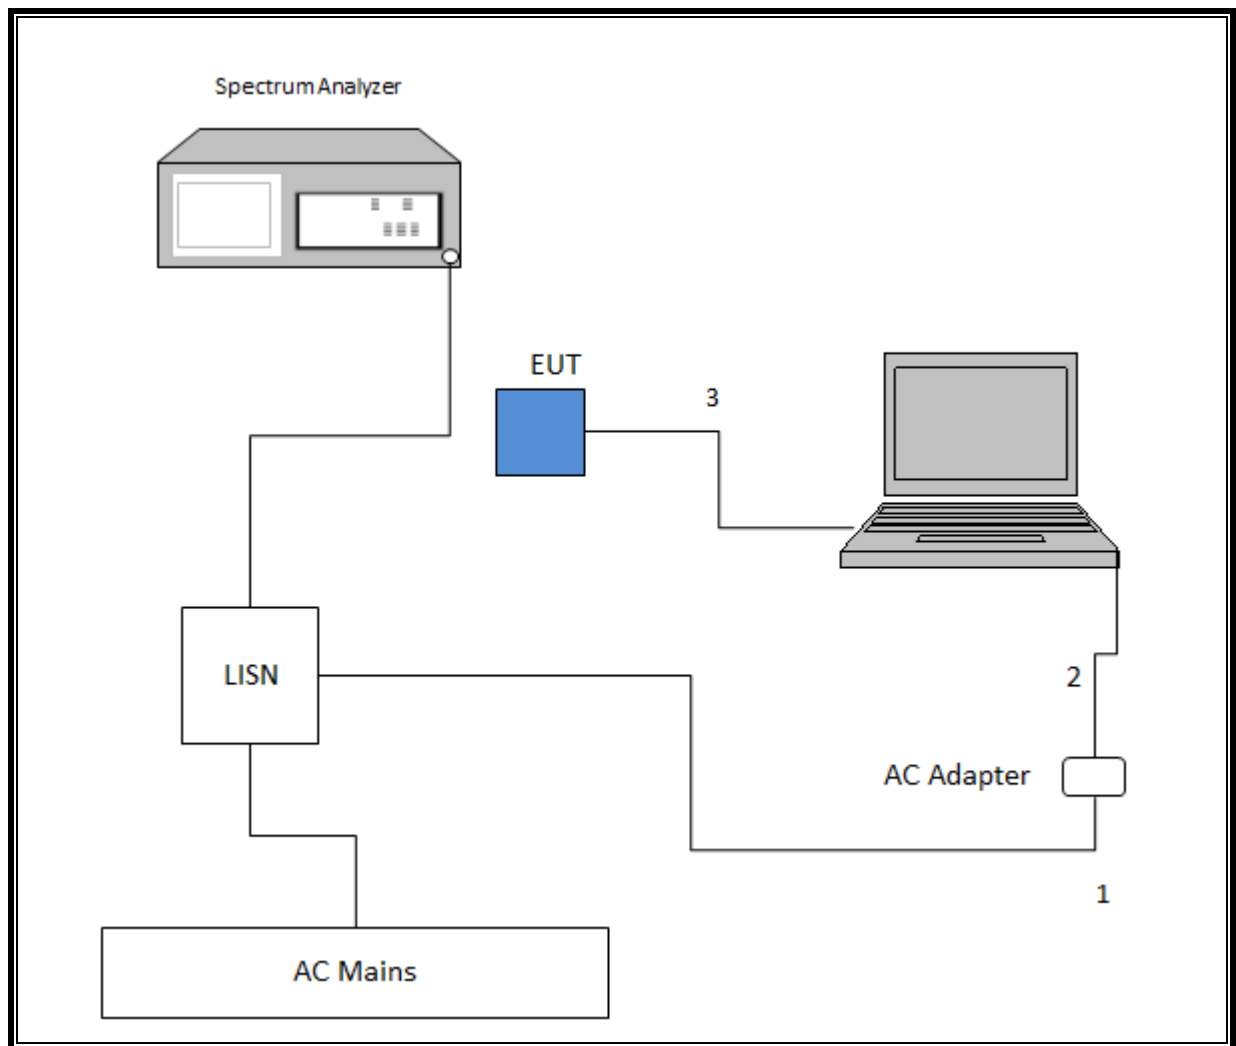 Spectrum Analyzer
EUT
3
LISN
2
AC Adapter
1
AC Mains